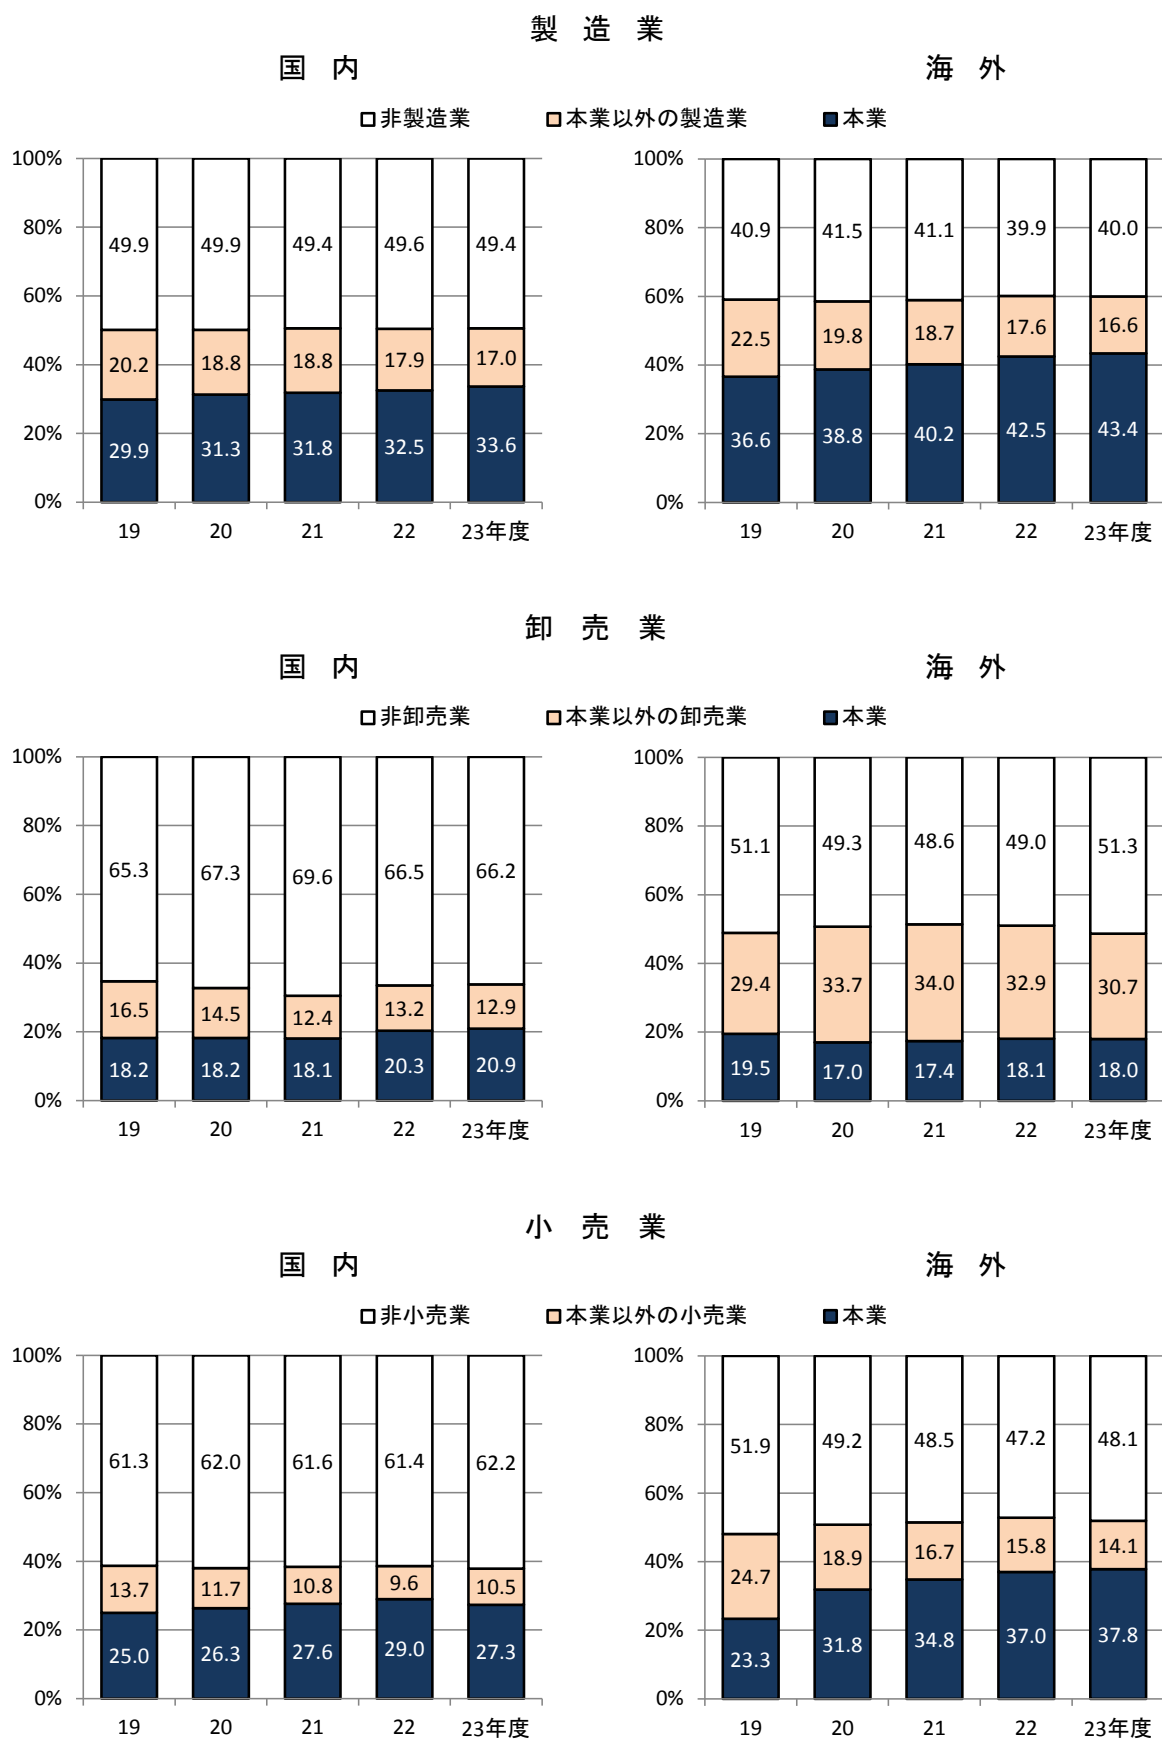 製 造 業
国 内
海 外
非製造業 本業以外の製造業 本業
100% 100%
80% 49.9 49.9 49.4 49.6 49.4 80% 40.9 41.5 41.1 39.9 40.0
60% 60%
40% 20.2 18.8 18.8 17.9 17.0 40% 22.5 19.8 18.7 17.6 16.6
20% 29.9 31.3 31.8 32.5 33.6 20% 36.6 38.8 40.2 42.5 43.4
0% 0%
19 20 21 22 23年度 19 20 21 22 23年度
卸 売 業
国 内
海 外
非卸売業 本業以外の卸売業 本業
100% 100%
80% 80%
65.3 67.3 69.6 66.5 66.2 51.1 49.3 48.6 49.0 51.3
60% 60%
40% 40%
16.5 14.5 12.4 13.2 12.9 29.4 33.7 34.0 32.9 30.7
20% 20%
18.2 18.2 18.1 20.3 20.9 19.5 17.0 17.4 18.1 18.0
0% 0%
19 20 21 22 23年度 19 20 21 22 23年度
小 売 業
国 内
海 外
非小売業 本業以外の小売業 本業
100% 100%
80% 80%
61.3 62.0 61.6 61.4 62.2 51.9 49.2 48.5 47.2 48.1
60% 60%
40% 40%
13.7 11.7 10.8 9.6 10.5 24.7 18.9 16.7 15.8 14.1
20% 20%
25.0 26.3 27.6 29.0 27.3 23.3 31.8 34.8 37.0 37.8
0% 0%
19 20 21 22 23年度 19 20 21 22 23年度